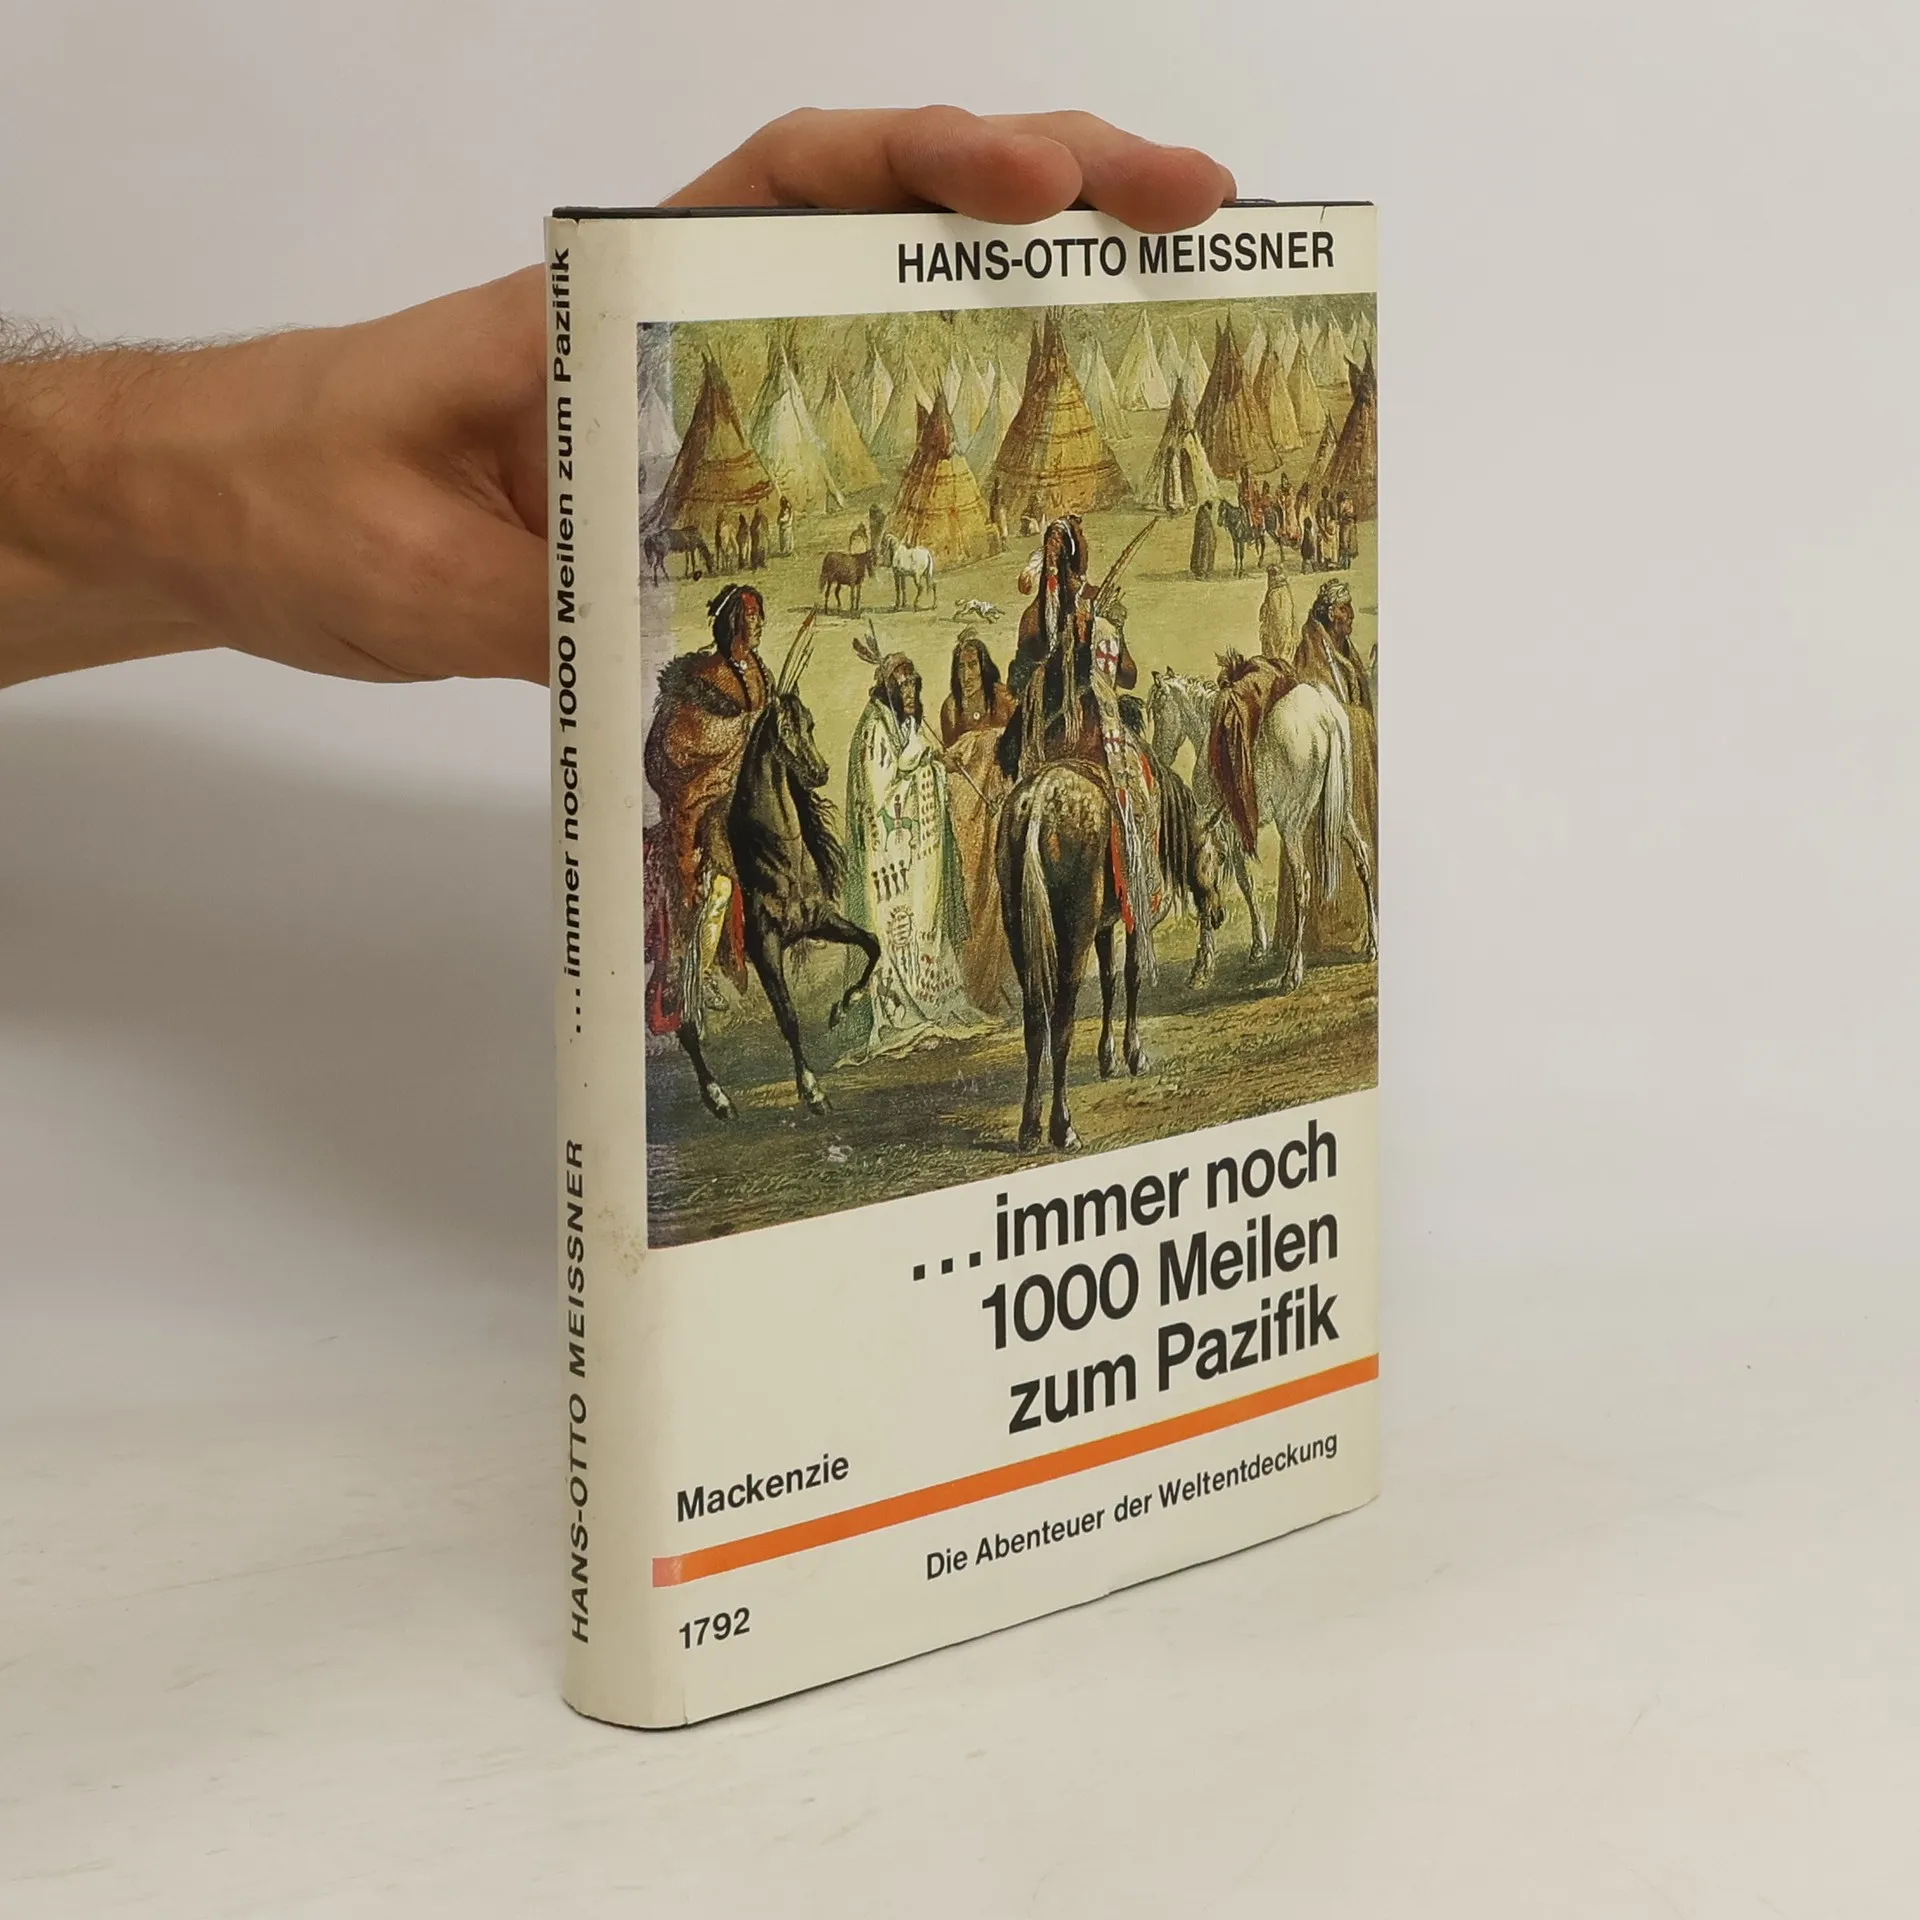 HANS-OTTO MEISSNER
...immer noch
1000 Meilen
zum Pazifik
Mackenzie
Die Abenteuer der Weltentdeckung
1792
HANS-OTTO MEISSNER ...immer noch 1000 Meilen zum Pazifik